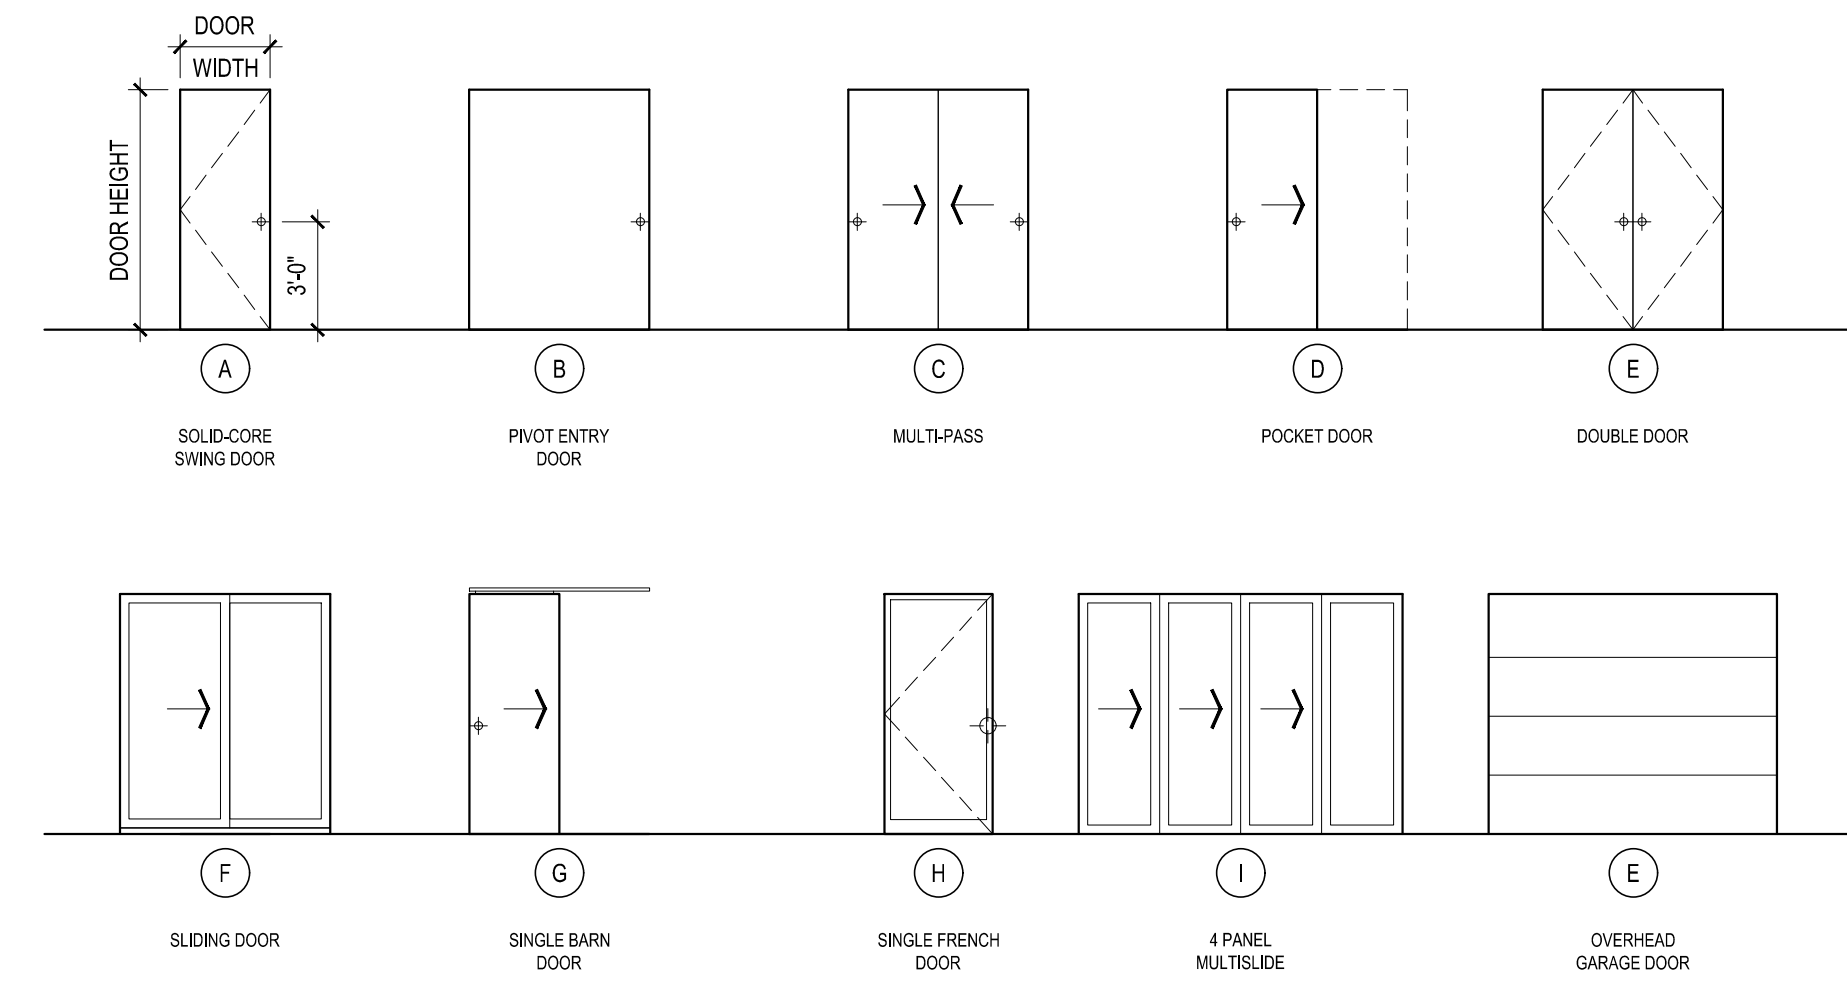 DOOR
WIDTH
DOOR HEIGHT
3'-0"
A
B
C
D
E
SOLID-CORE
SWING DOOR
PIVOT ENTRY
DOOR
MULTI-PASS
POCKET DOOR
DOUBLE DOOR
F
G
H
I
E
SLIDING DOOR
SINGLE BARN
DOOR
SINGLE FRENCH
DOOR
4 PANEL
MULTISLIDE
OVERHEAD
GARAGE DOOR